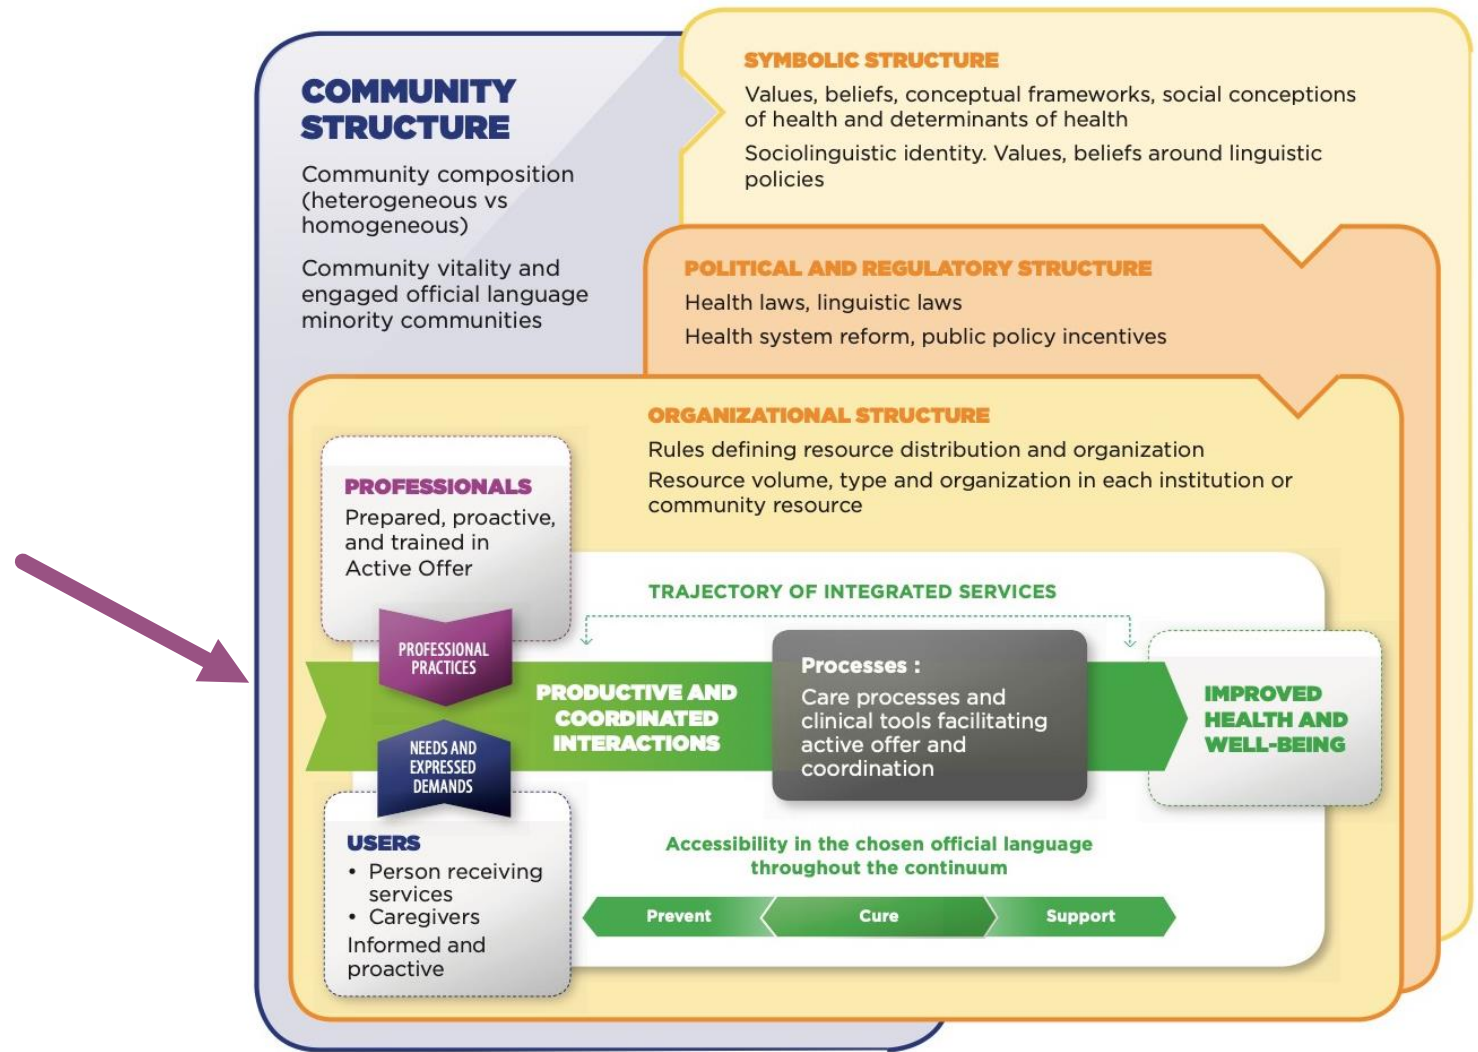 COMMUNITY
STRUCTURE
Community composition
(heterogeneous vs
homogeneous)
Community vitality and
engaged official language
minority communities
SYMBOLIC STRUCTURE
Values, beliefs, conceptual frameworks, social conceptions
of health and determinants of health
Sociolinguistic identity. Values, beliefs around linguistic
policies
POLITICAL AND REGULATORY STRUCTURE
Health laws, linguistic laws
Health system reform, public policy incentives
ORGANIZATIONAL STRUCTURE
Rules defining resource distribution and organization
Resource volume, type and organization in each institution or
community resource
PROFESSIONALS
Prepared, proactive,
and trained in
Active Offer
PROFESSIONAL
PRACTICES
NEEDS AND
EXPRESSED
DEMANDS
USERS
• Person receiving
services
• Caregivers
Informed and
proactive
TRAJECTORY OF INTEGRATED SERVICES
PRODUCTIVE AND
COORDINATED
INTERACTIONS
Processes :
Care processes and
clinical tools facilitating
active offer and
coordination
IMPROVED
HEALTH AND
WELL-BEING
Accessibility in the chosen official language
throughout the continuum
Prevent
Cure
Support